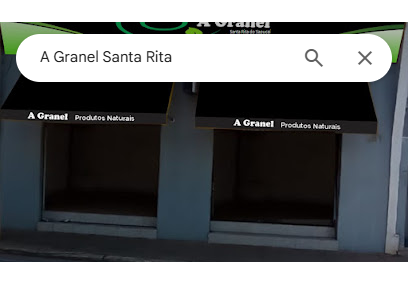 A Granel
Santa Rita do Sapucaí
A Granel Santa Rita
A Granel Produtos Naturais
A Granel Produtos Naturais